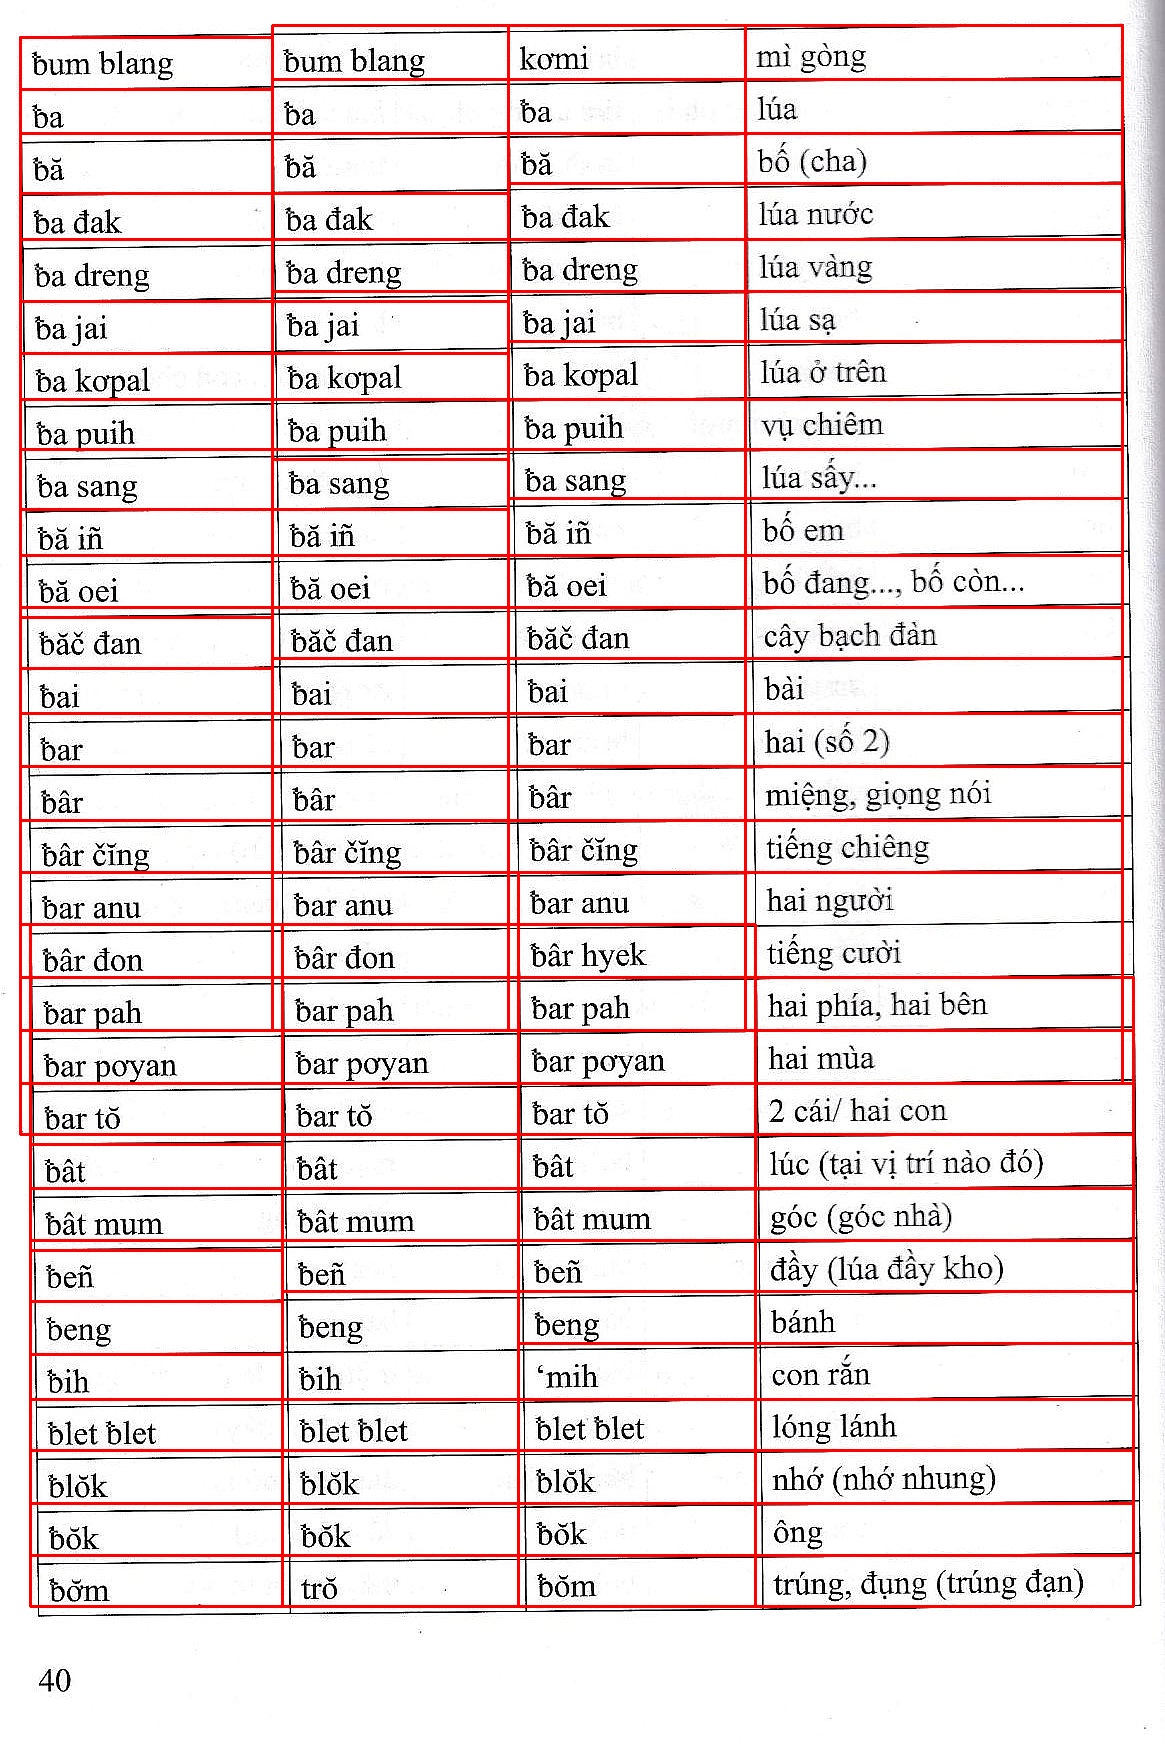 ƀum blang ƀum blang kơmi mì gòng
ƀa ƀa ƀa lúa
ƀă ƀă ƀă bố (cha)
ƀa đak ƀa đak ƀa đak lúa nước
ƀa dreng ƀa dreng ƀa dreng lúa vàng
ƀa jai ƀa jai ƀa jai lúa sạ
ƀa kơpal ƀa kơpal ƀa kơpal lúa ở trên
ƀa puih ƀa puih ƀa puih vụ chiêm
ƀa sang ƀa sang ƀa sang lúa sấy...
ƀă iñ ƀă iñ ƀă iñ bố em
ƀă oei ƀă oei ƀă oei bố đang..., bố còn...
ƀăč đan ƀăč đan ƀăč đan cây bạch đàn
ƀai ƀai ƀai bài
ƀar ƀar ƀar hai (số 2)
ƀâr ƀâr ƀâr miệng, giọng nói
ƀâr čĭng ƀâr čĭng ƀâr čĭng tiếng chiêng
ƀar anu ƀar anu ƀar anu hai người
ƀâr đon ƀâr đon ƀâr hyek tiếng cười
ƀar pah ƀar pah ƀar pah hai phía, hai bên
ƀar pơyan ƀar pơyan ƀar pơyan hai mùa
ƀar tŏ ƀar tŏ ƀar tŏ 2 cái/ hai con
ƀât ƀât ƀât lúc (tại vị trí nào đó)
ƀât mum ƀât mum ƀât mum góc (góc nhà)
ƀeñ ƀeñ ƀeñ đầy (lúa đầy kho)
ƀeng ƀeng ƀeng bánh
ƀih ƀih ‘mih con rắn
ƀlet ƀlet ƀlet ƀlet ƀlet ƀlet lóng lánh
ƀlŏk ƀlŏk ƀlŏk nhớ (nhớ nhung)
ƀŏk ƀŏk ƀŏk ông
ƀơ̆m trŏ ƀŏm trúng, đụng (trúng đạn)
40